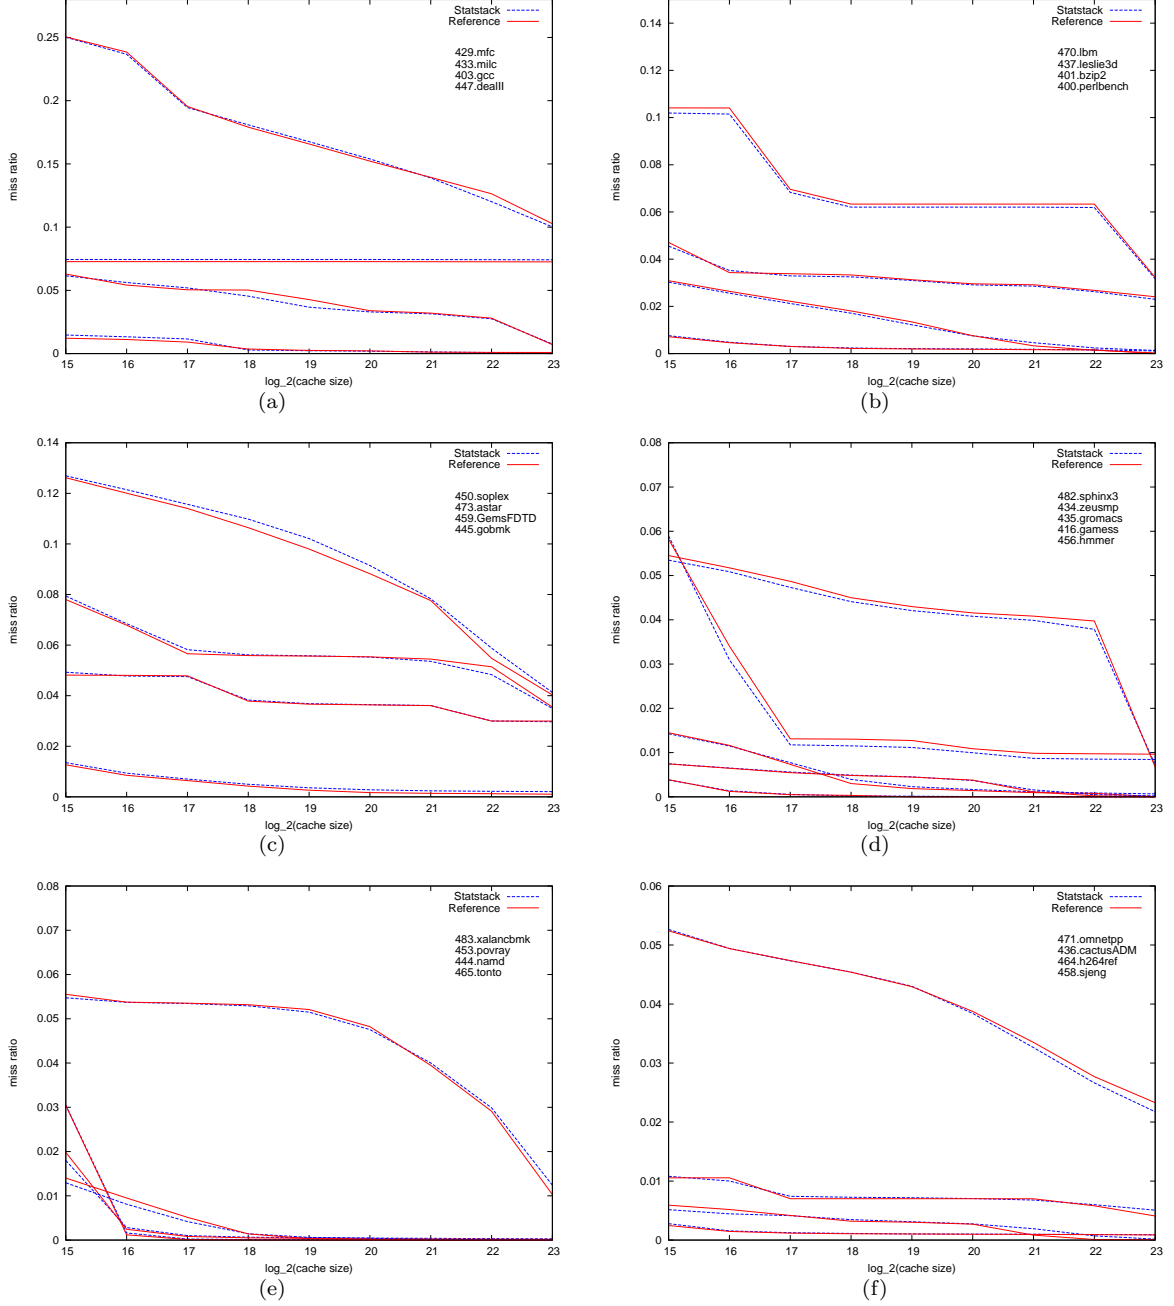 Statstack
Reference
429.mfc
433.milc
403.gcc
447.dealII
0.25
0.2
0.15
0.1
0.05
0
miss ratio
15 16 17 18 19 20 21 22 23
log_2(cache size)
(a)
Statstack
Reference
470.lbm
437.leslie3d
401.bzip2
400.perlbench
0.14
0.12
0.1
0.08
0.06
0.04
0.02
0
miss ratio
15 16 17 18 19 20 21 22 23
log_2(cache size)
(b)
Statstack
Reference
450.soplex
473.astar
459.GemsFDTD
445.gobmk
0.14
0.12
0.1
0.08
0.06
0.04
0.02
0
miss ratio
15 16 17 18 19 20 21 22 23
log_2(cache size)
(c)
Statstack
Reference
482.sphinx3
434.zeusmp
435.gromacs
416.gamess
456.hmmer
0.08
0.07
0.06
0.05
0.04
0.03
0.02
0.01
0
miss ratio
15 16 17 18 19 20 21 22 23
log_2(cache size)
(d)
Statstack
Reference
483.xalancbmk
453.povray
444.namd
465.tonto
0.08
0.07
0.06
0.05
0.04
0.03
0.02
0.01
0
miss ratio
15 16 17 18 19 20 21 22 23
log_2(cache size)
(e)
Statstack
Reference
471.omnetpp
436.cactusADM
464.h264ref
458.sjeng
0.06
0.05
0.04
0.03
0.02
0.01
0
miss ratio
15 16 17 18 19 20 21 22 23
log_2(cache size)
(f)